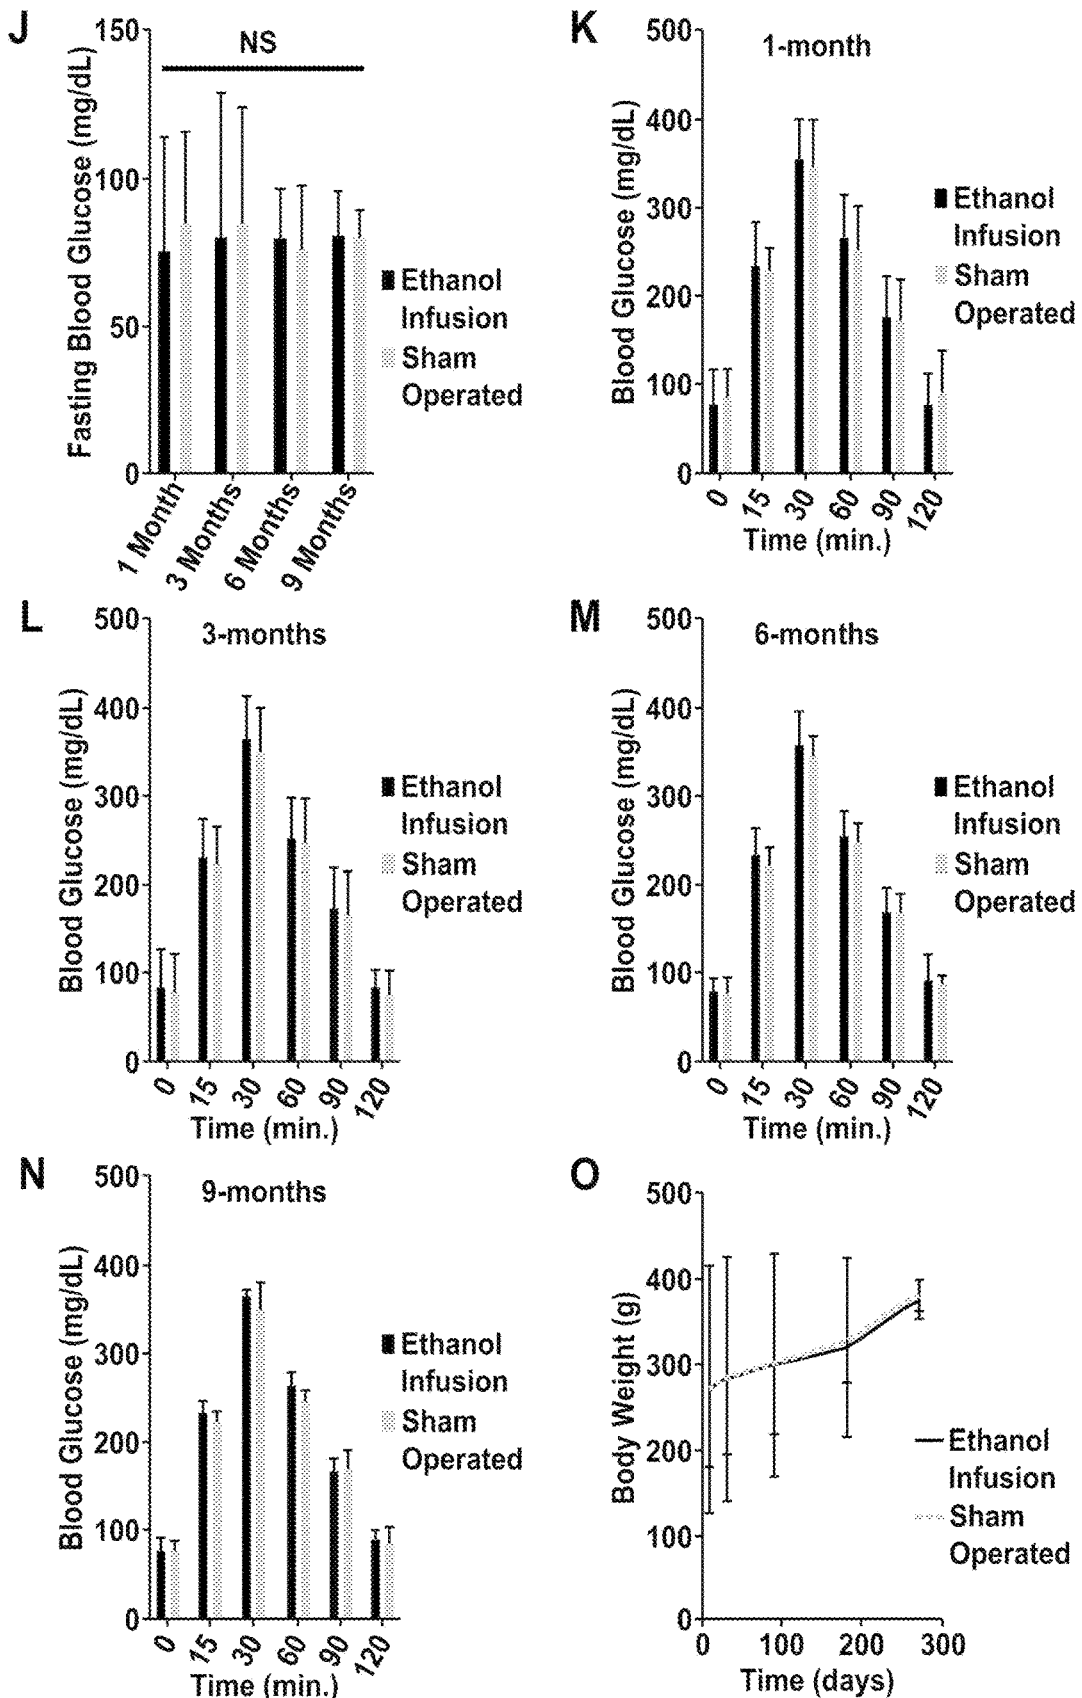 J
150
100
50
0
Fasting Blood Glucose (mg/dL)
NS
Ethanol
Infusion
Sham
Operated
1 Month
3 Months
6 Months
9 Months
K
1-month
500
400
300
200
100
0
Blood Glucose (mg/dL)
Ethanol
Infusion
Sham
Operated
0 15 30 60 90 120
Time (min.)
L
3-months
500
400
300
200
100
0
Blood Glucose (mg/dL)
Ethanol
Infusion
Sham
Operated
0 15 30 60 90 120
Time (min.)
M
6-months
500
400
300
200
100
0
Blood Glucose (mg/dL)
Ethanol
Infusion
Sham
Operated
0 15 30 60 90 120
Time (min.)
N
9-months
500
400
300
200
100
0
Blood Glucose (mg/dL)
Ethanol
Infusion
Sham
Operated
0 15 30 60 90 120
Time (min.)
O
500
400
300
200
100
0
Body Weight (g)
Ethanol
Infusion
Sham
Operated
0 100 200 300
Time (days)